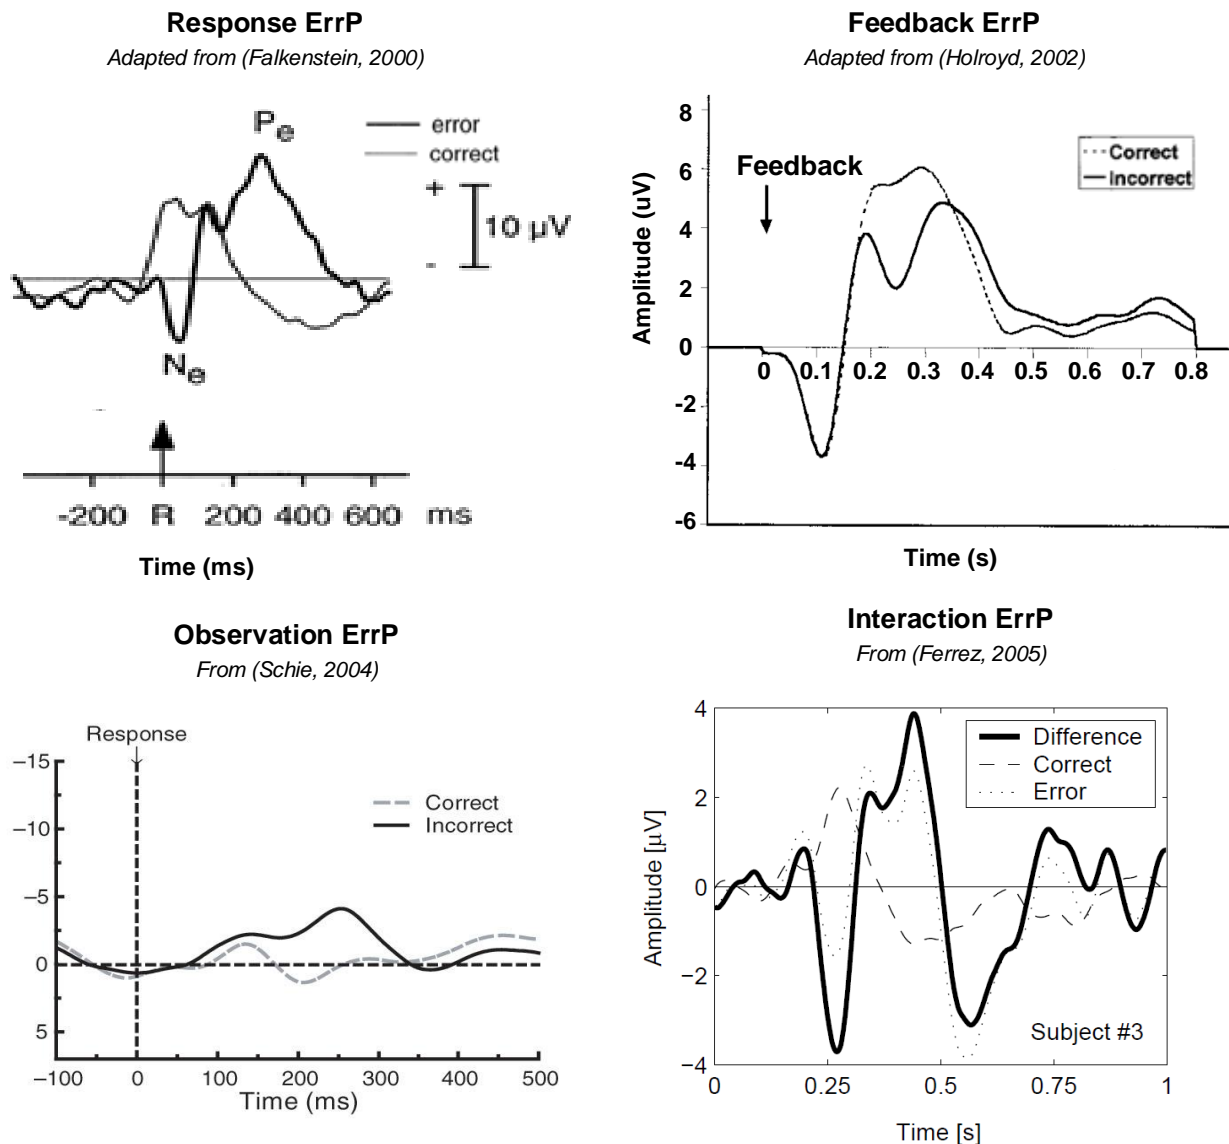 Response ErrP
Adapted from (Falkenstein, 2000)
Pe
error
correct
+
10 μV
-
Ne
-200 R 200 400 600 ms
Time (ms)
Feedback ErrP
Adapted from (Holroyd, 2002)
8
6
4
2
0
-2
-4
-6
Amplitude (uV)
Feedback
Correct
Incorrect
0 0.1 0.2 0.3 0.4 0.5 0.6 0.7 0.8
Time (s)
Observation ErrP
From (Schie, 2004)
Response
−15
−10
−5
0
5
Correct
Incorrect
−100 0 100 200 300 400 500
Time (ms)
Interaction ErrP
From (Ferrez, 2005)
4
2
0
−2
−4
Amplitude [μV]
Difference
Correct
Error
Subject #3
0 0.25 0.5 0.75 1
Time [s]